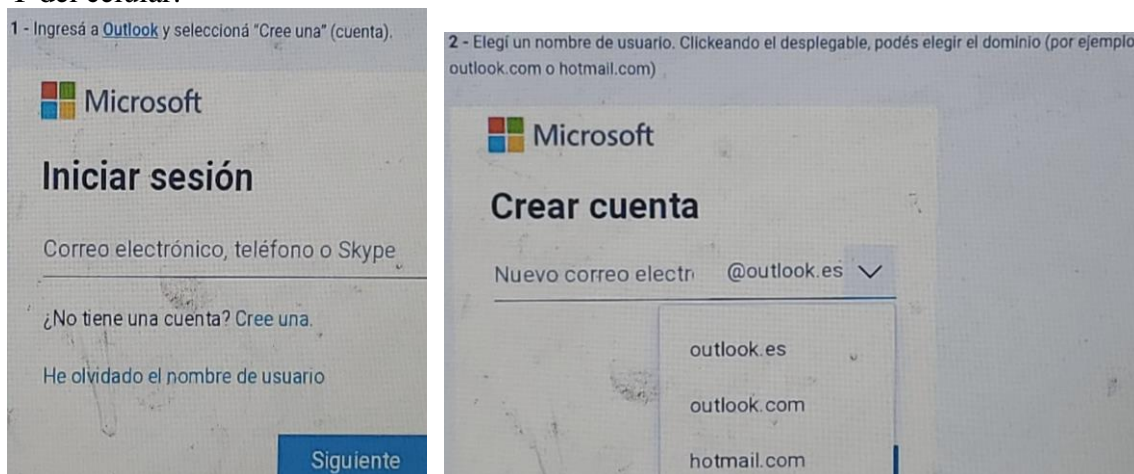 1 - Ingresá a Outlook y seleccioná “Cree una” (cuenta).
Microsoft
Iniciar sesión
Correo electrónico, teléfono o Skype
¿No tiene una cuenta? Cree una.
He olvidado el nombre de usuario
Siguiente
2 - Elegí un nombre de usuario. Clickeando el desplegable, podés elegir el dominio (por ejemplo
outlook.com o hotmail.com)
Microsoft
Crear cuenta
Nuevo correo electr @outlook.es
outlook.es
outlook.com
hotmail.com